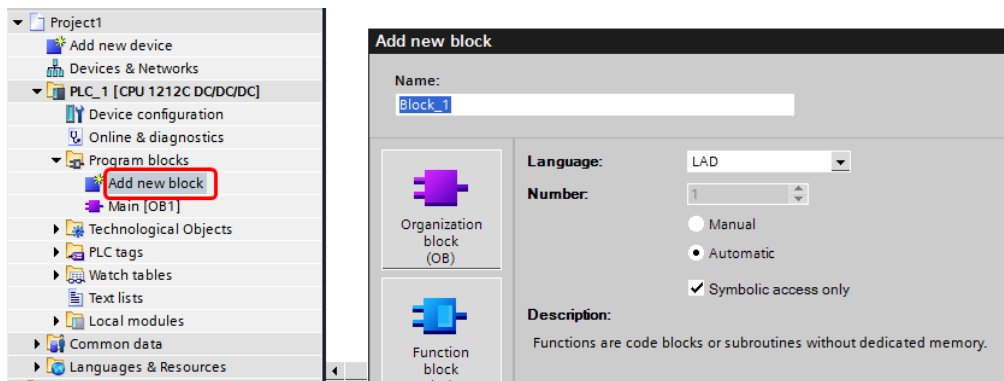 Project1
Add new device
Devices & Networks
PLC_1 [CPU 1212C DC/DC/DC]
Device configuration
Online & diagnostics
Program blocks
Add new block
Main [OB1]
Technological Objects
PLC tags
Watch tables
Text lists
Local modules
Common data
Languages & Resources
Add new block
Name:
Block_1
Organization
block
(OB)
Function
block
Language:
LAD
Number:
1
Manual
Automatic
Symbolic access only
Description:
Functions are code blocks or subroutines without dedicated memory.